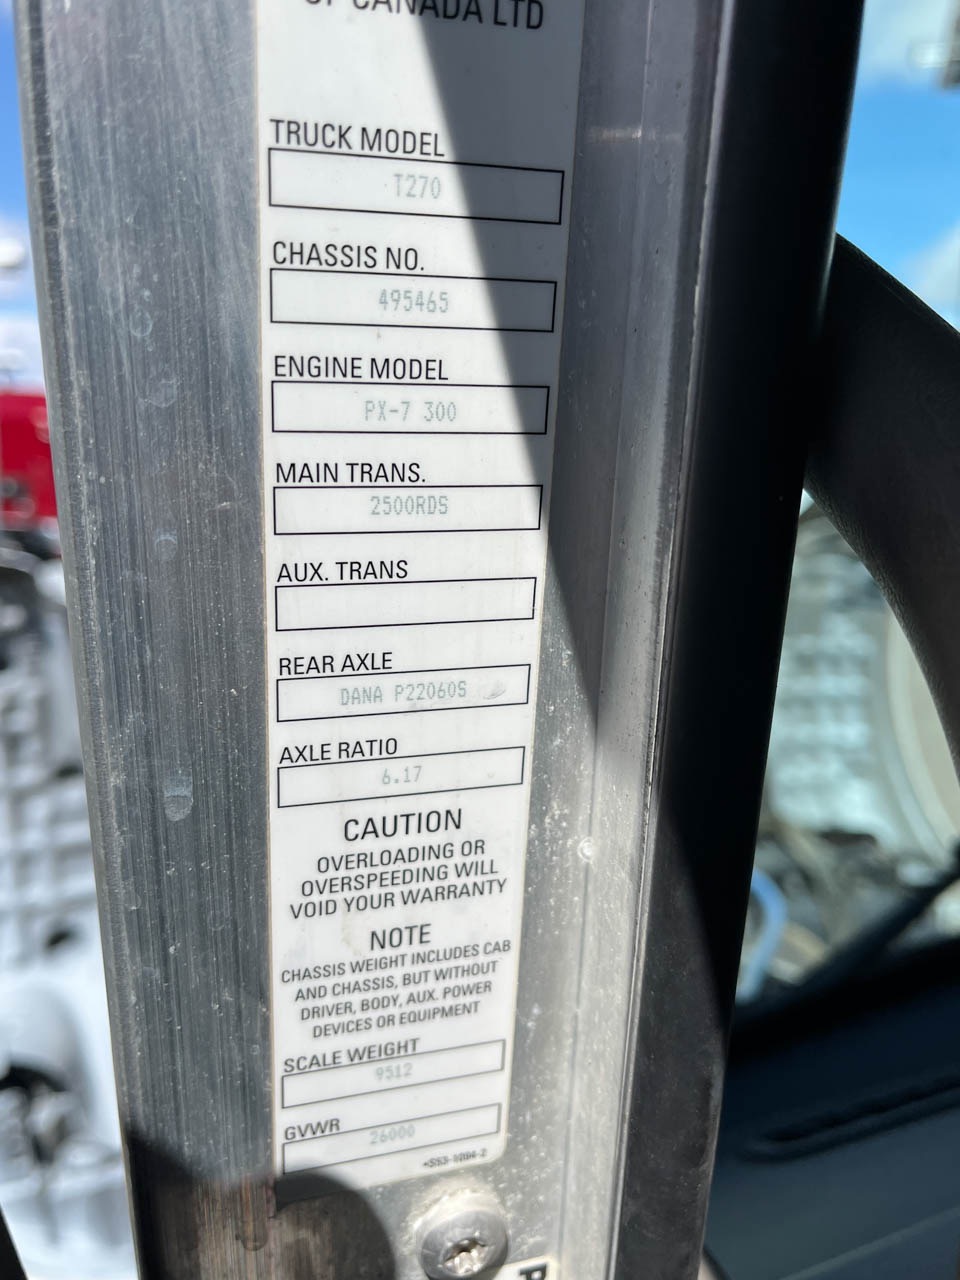 OF CANADA LTD
TRUCK MODEL
T270
CHASSIS NO.
495465
ENGINE MODEL
PX-7 300
MAIN TRANS.
2500RDS
AUX. TRANS
REAR AXLE
DANA P22060S
AXLE RATIO
6.17
CAUTION
OVERLOADING OR
OVERSPEEDING WILL
VOID YOUR WARRANTY
NOTE
CHASSIS WEIGHT INCLUDES CAB
AND CHASSIS, BUT WITHOUT
DRIVER, BODY, AUX. POWER
DEVICES OR EQUIPMENT
SCALE WEIGHT
9512
GVWR
26000